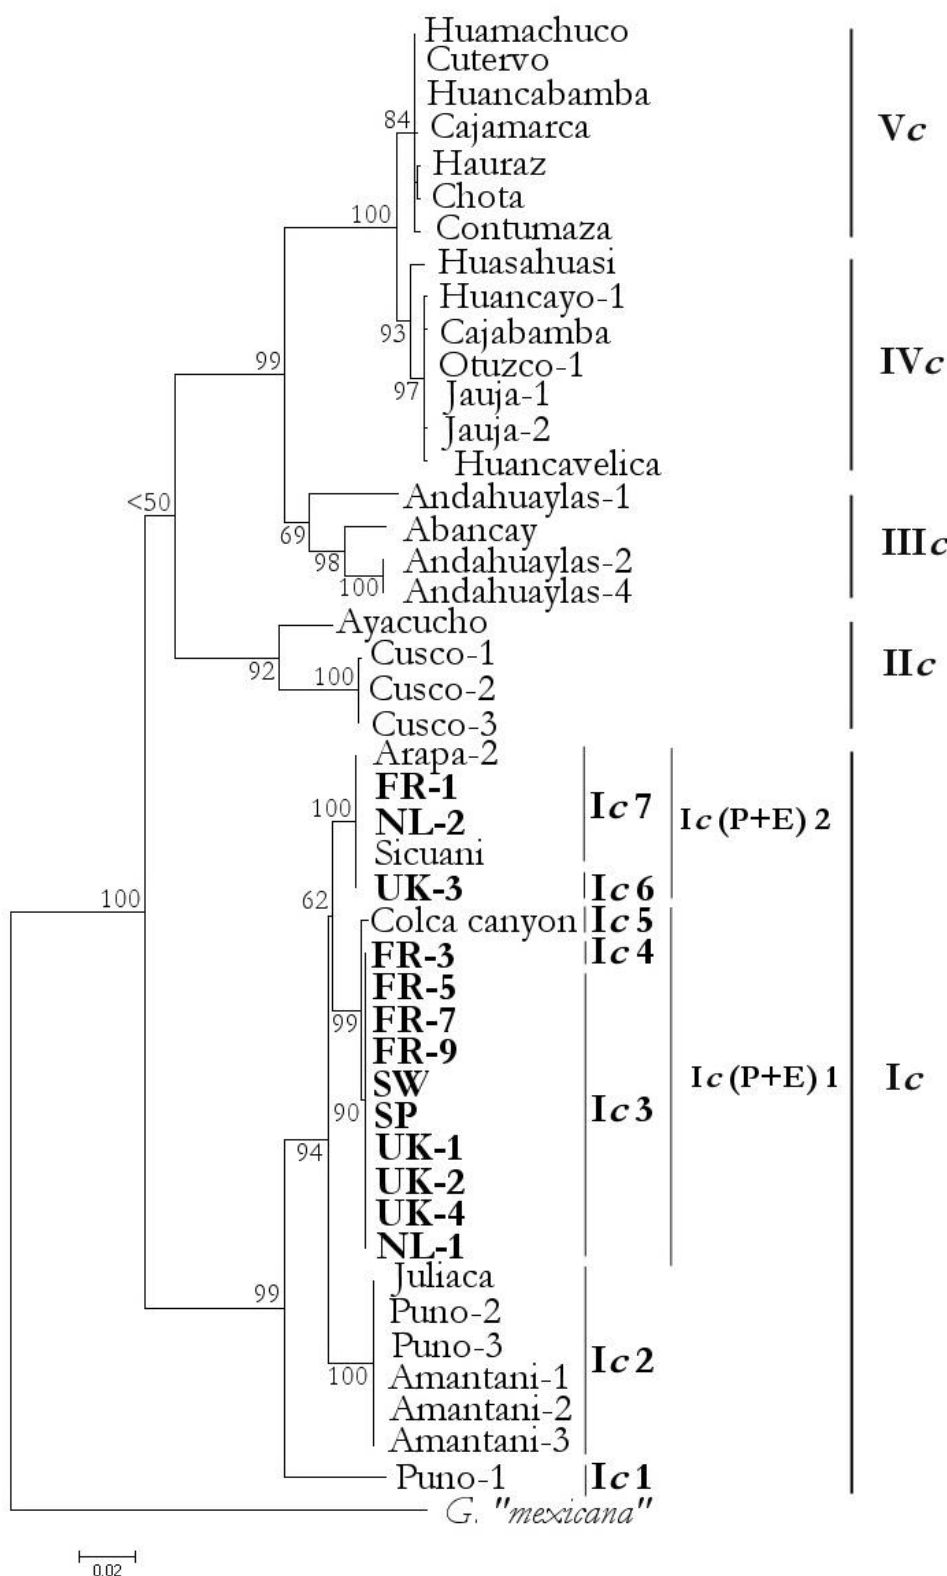 Huamachuco
Cutervo
Huancabamba
84
Cajamarca
Vc
Hauraz
Chota
100
Contumaza
Huasahuasi
Huancayo-1
93
Cajabamba
99
Otuzco-1
IVc
97
Jauja-1
Jauja-2
Huancavelica
<50
Andahuaylas-1
69
Abancay
IIIc
98
Andahuaylas-2
100
Andahuaylas-4
Ayacucho
92
Cusco-1
IIc
100
Cusco-2
Cusco-3
Arapa-2
FR-1
100
Ic7
NL-2
Ic(P+E) 2
Sicuani
UK-3
Ic6
100
62
Colca canyon
Ic5
FR-3
Ic4
FR-5
99
FR-7
FR-9
SW
Ic(P+E) 1
Ic
90
SP
Ic3
94
UK-1
UK-2
UK-4
NL-1
99
Juliaca
Puno-2
Puno-3
Ic2
100
Amantani-1
Amantani-2
Amantani-3
Puno-1
Ic1
G. "mexicana"
0.02